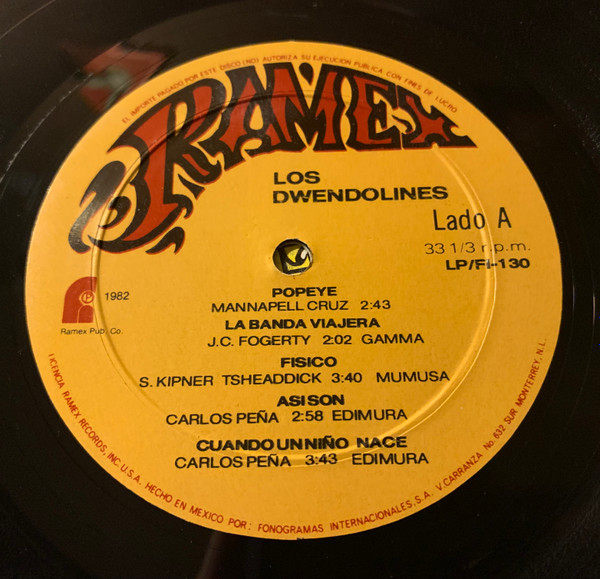 EL IMPORTE PAGADO POR ESTE DISCO (NO) AUTORIZA SU EJECUCION PUBLICA CON FINES DE LUCRO
RAMEX
LOS
DWENDOLINES
Lado A
33 1/3 r.p.m.
LP/FI-130
℗ 1982
Ramex Pub. Co.
POPEYE
MANNAPELL CRUZ 2:43
LA BANDA VIAJERA
J.C. FOGERTY 2:02 GAMMA
FISICO
S. KIPNER TSHEADDICK 3:40 MUMUSA
ASI SON
CARLOS PEÑA 2:58 EDIMURA
CUANDO UN NIÑO NACE
CARLOS PEÑA 3:43 EDIMURA
LICENCIA RAMEX RECORDS, INC. U.S.A. HECHO EN MEXICO POR: FONOGRAMAS INTERNACIONALES, S.A. V. CARRANZA No. 632 SUR MONTERREY, N.L.